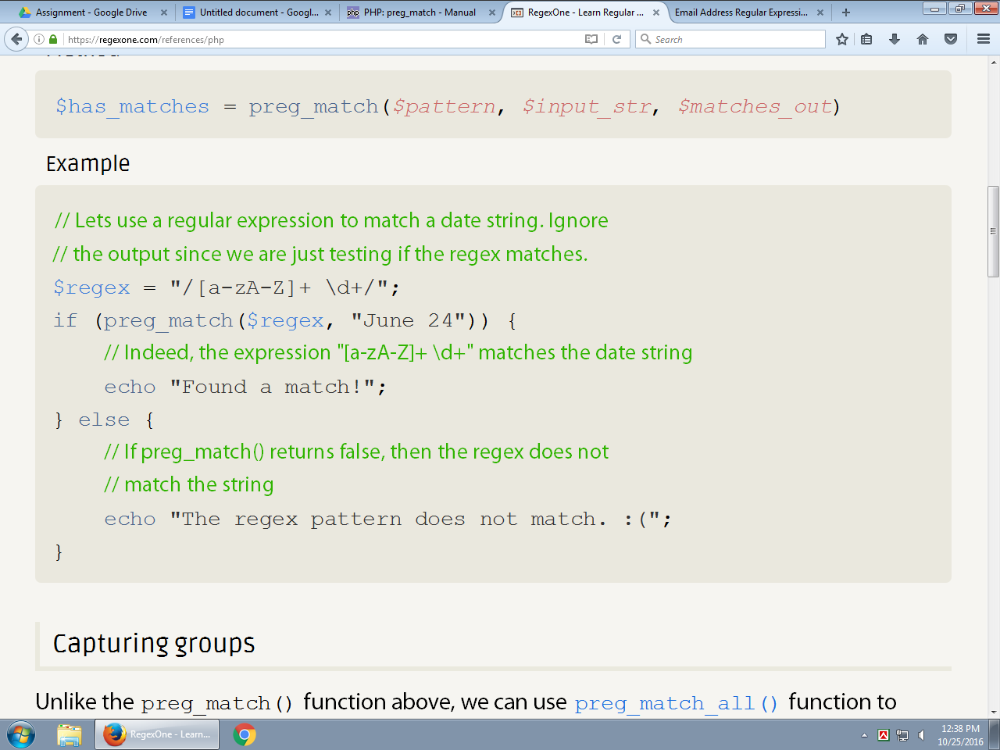 Assignment - Google Drive
Untitled document - Googl...
php PHP: preg_match - Manual
RegexOne - Learn Regular ...
Email Address Regular Expressi...
https://regexone.com/references/php
Search
$has_matches = preg_match($pattern, $input_str, $matches_out)
Example
// Lets use a regular expression to match a date string. Ignore
// the output since we are just testing if the regex matches.
$regex = "/[a-zA-Z]+ \d+/";
if (preg_match($regex, "June 24")) {
// Indeed, the expression "[a-zA-Z]+ \d+" matches the date string
echo "Found a match!";
} else {
// If preg_match() returns false, then the regex does not
// match the string
echo "The regex pattern does not match. :(";
}
Capturing groups
Unlike the preg_match() function above, we can use preg_match_all() function to
RegexOne - Learn...
12:38 PM
10/25/2016